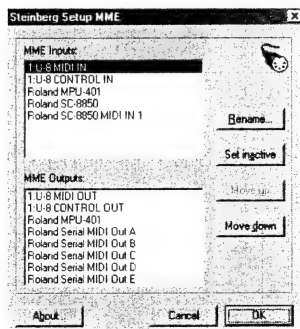 Steinberg Setup MME
x
MME Inputs:
1:U-8 MIDI IN
1:U-8 CONTROL IN
Roland MPU-401
Roland SC-8850
Roland SC-8850 MIDI IN 1
Rename...
Set inactive
Move up
MME Outputs:
1:U-8 MIDI OUT
1:U-8 CONTROL OUT
Roland MPU-401
Roland Serial MIDI Out A
Roland Serial MIDI Out B
Roland Serial MIDI Out C
Roland Serial MIDI Out D
Roland Serial MIDI Out E
Move down
About...
Cancel
OK